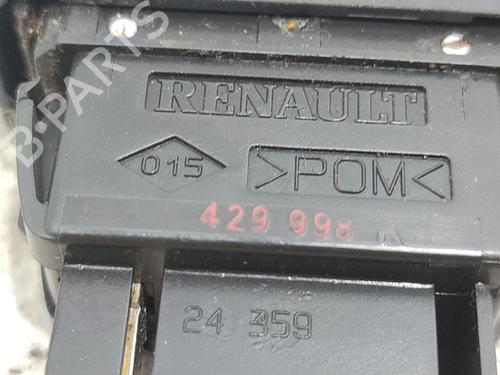 RENAULT
015
>POM<
429 998 K
24 359
B-PARTS